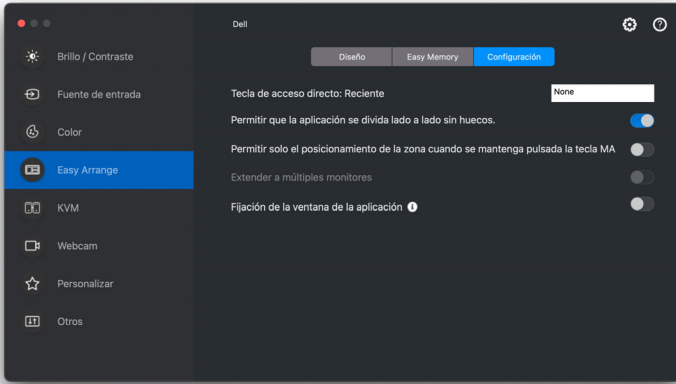 Dell
Brillo / Contraste
Fuente de entrada
Color
Easy Arrange
KVM
Webcam
Personalizar
Otros
Diseño
Easy Memory
Configuración
Tecla de acceso directo: Reciente
None
Permitir que la aplicación se divida lado a lado sin huecos.
Permitir solo el posicionamiento de la zona cuando se mantenga pulsada la tecla MA
Extender a múltiples monitores
Fijación de la ventana de la aplicación